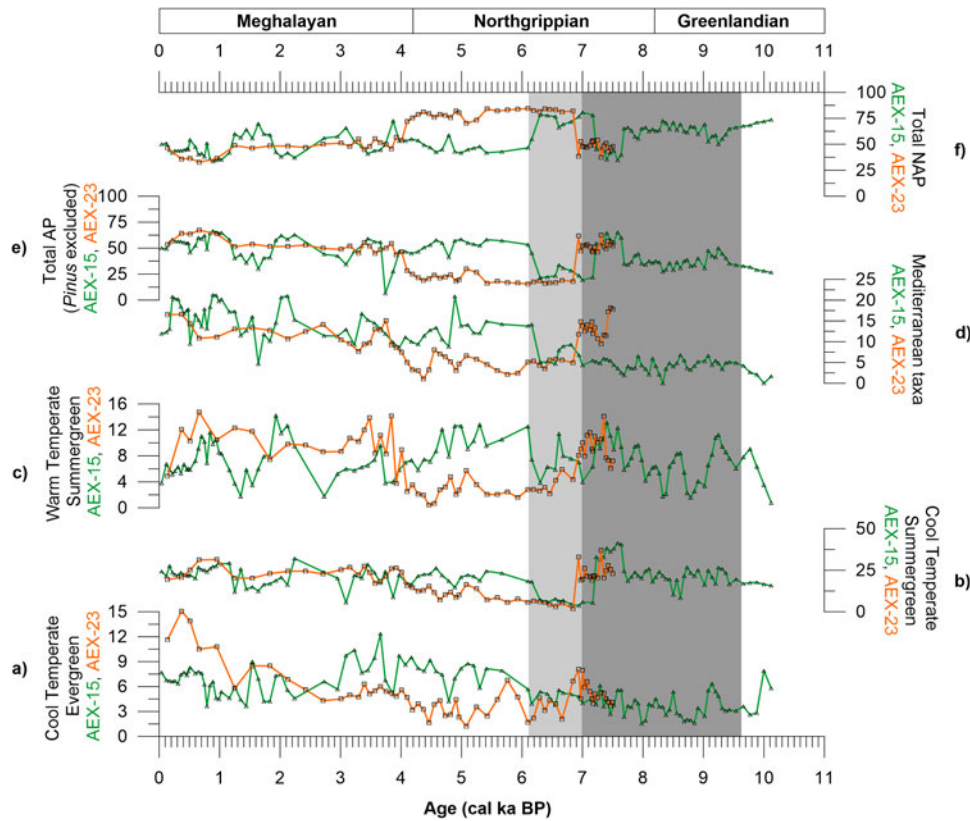 Meghalayan Northgrippian Greenlandian
0 1 2 3 4 5 6 7 8 9 10 11
100
75
50
25
0
Total NAP
AEX-15, AEX-23
f)
e)
Total AP
(Pinus excluded)
AEX-15, AEX-23
100
75
50
25
0
25
20
15
10
5
0
Mediterranean taxa
AEX-15, AEX-23
d)
c)
Warm Temperate
Summergreen
AEX-15, AEX-23
16
12
8
4
0
50
25
0
Cool Temperate
Summergreen
AEX-15, AEX-23
b)
a)
Cool Temperate
Evergreen
AEX-15, AEX-23
15
12
9
6
3
0
0 1 2 3 4 5 6 7 8 9 10 11
Age (cal ka BP)